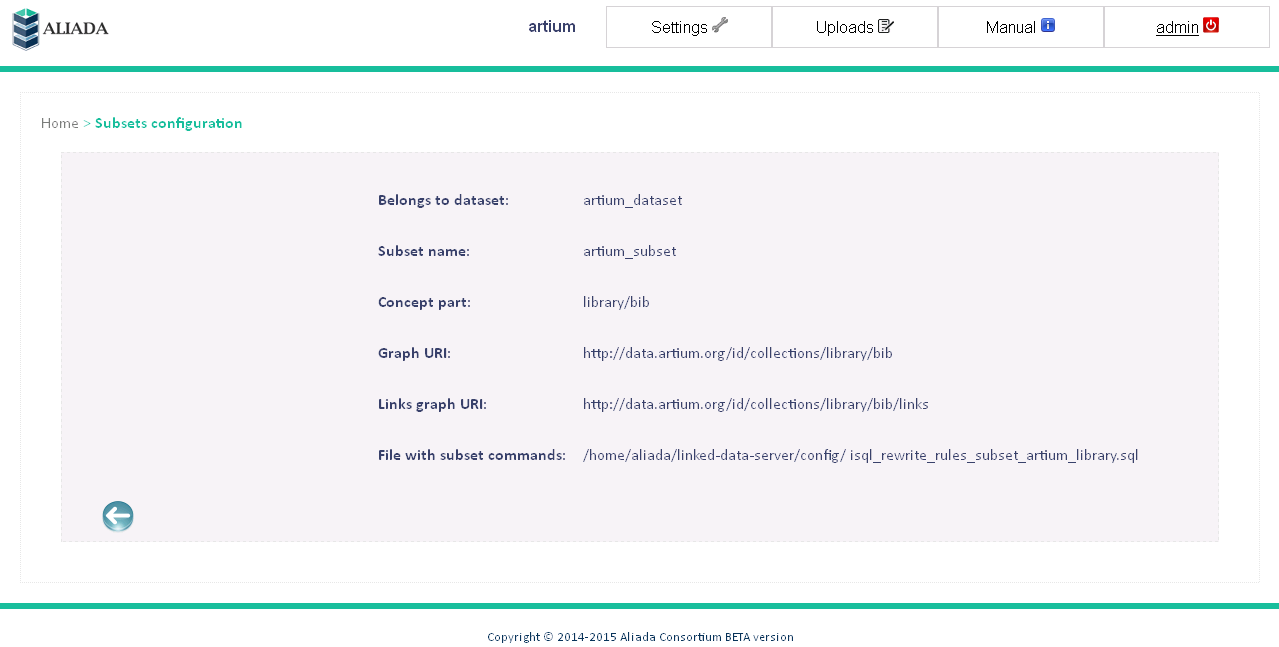 ALIADA
artium
Settings
Uploads
Manual
admin
Home > Subsets configuration
Belongs to dataset: artium_dataset
Subset name: artium_subset
Concept part: library/bib
Graph URI: http://data.artium.org/id/collections/library/bib
Links graph URI: http://data.artium.org/id/collections/library/bib/links
File with subset commands: /home/aliada/linked-data-server/config/ isql_rewrite_rules_subset_artium_library.sql
Copyright © 2014-2015 Aliada Consortium BETA version